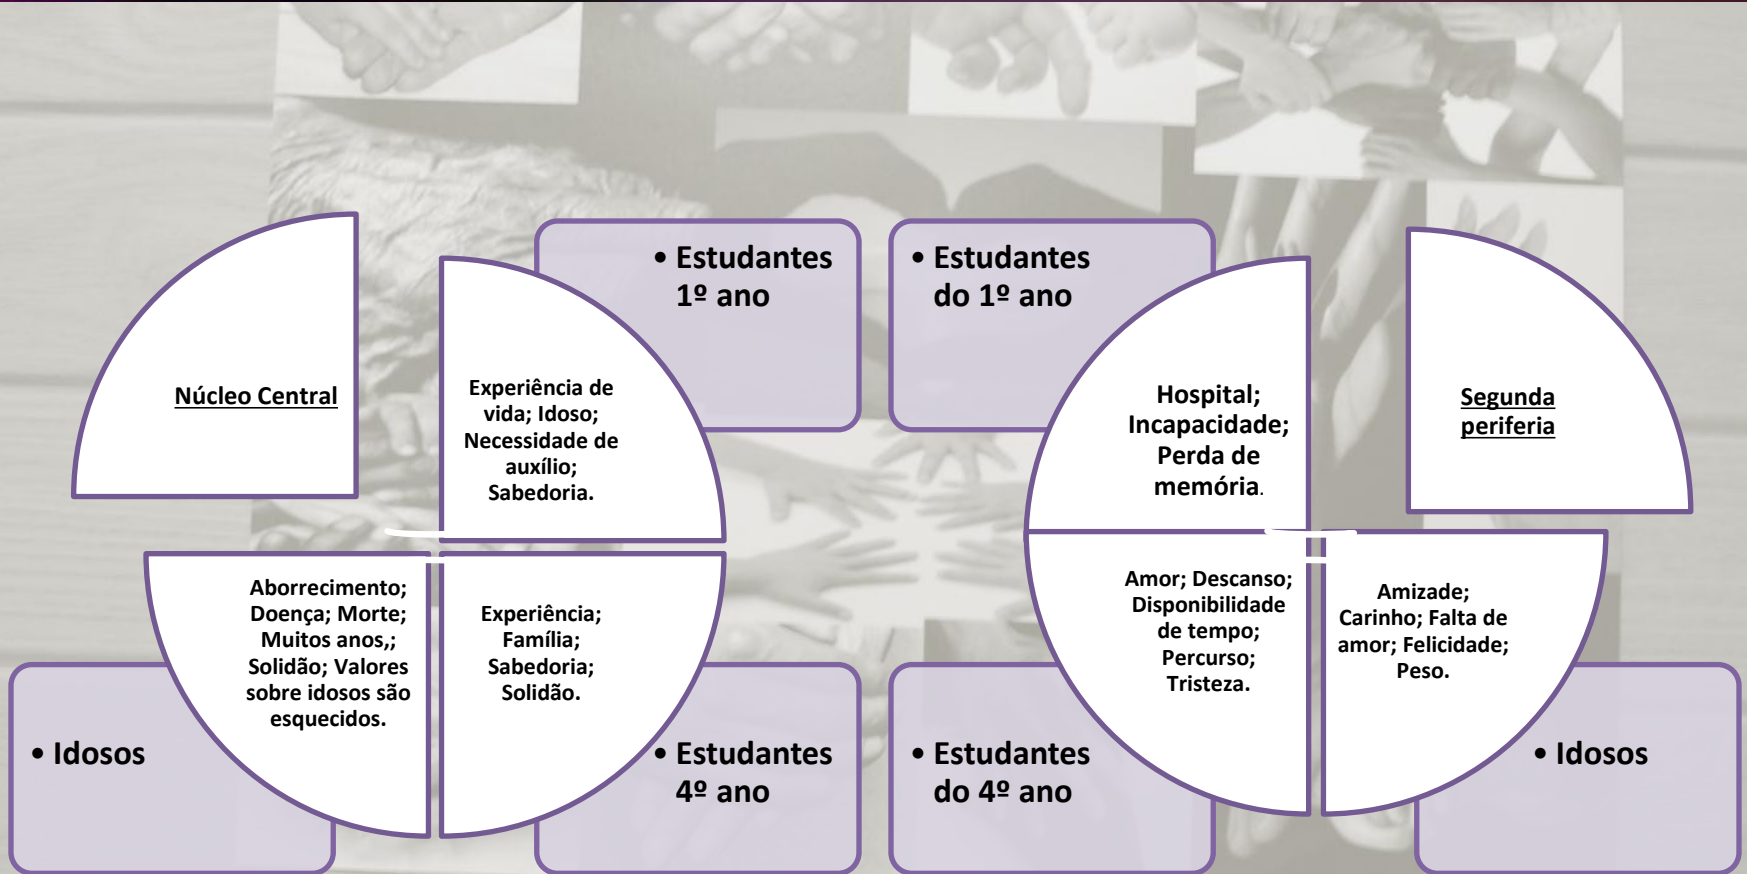 Núcleo Central
Experiência de
vida; Idoso;
Necessidade de
auxílio;
Sabedoria.
• Estudantes
1º ano
Aborrecimento;
Doença; Morte;
Muitos anos,;
Solidão; Valores
sobre idosos são
esquecidos.
• Idosos
Experiência;
Família;
Sabedoria;
Solidão.
• Estudantes
4º ano
• Estudantes
do 1º ano
Hospital;
Incapacidade;
Perda de
memória.
Segunda
periferia
Amor; Descanso;
Disponibilidade
de tempo;
Percurso;
Tristeza.
• Estudantes
do 4º ano
Amizade;
Carinho; Falta de
amor; Felicidade;
Peso.
• Idosos